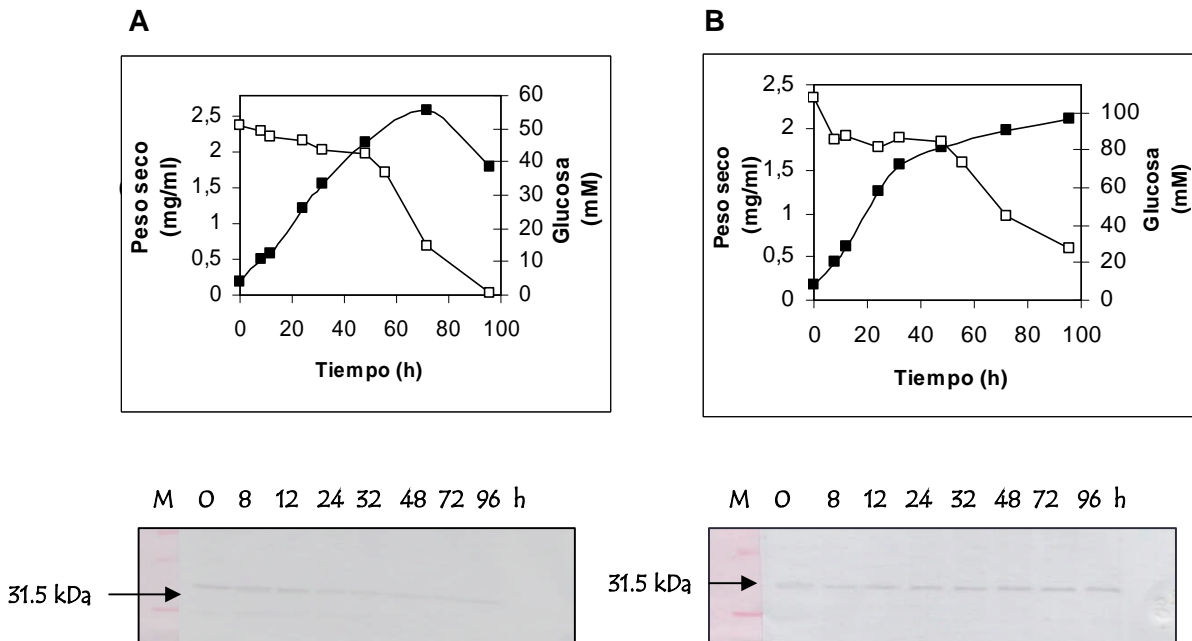 A
Peso seco
(mg/ml)
2,5
2
1,5
1
0,5
0
60
50
40
30
20
10
0
Glucosa
(mM)
0 20 40 60 80 100
Tiempo (h)
B
Peso seco
(mg/ml)
2,5
2
1,5
1
0,5
0
100
80
60
40
20
0
Glucosa
(mM)
0 20 40 60 80 100
Tiempo (h)
M 0 8 12 24 32 48 72 96 h
31.5 kDa
M 0 8 12 24 32 48 72 96 h
31.5 kDa